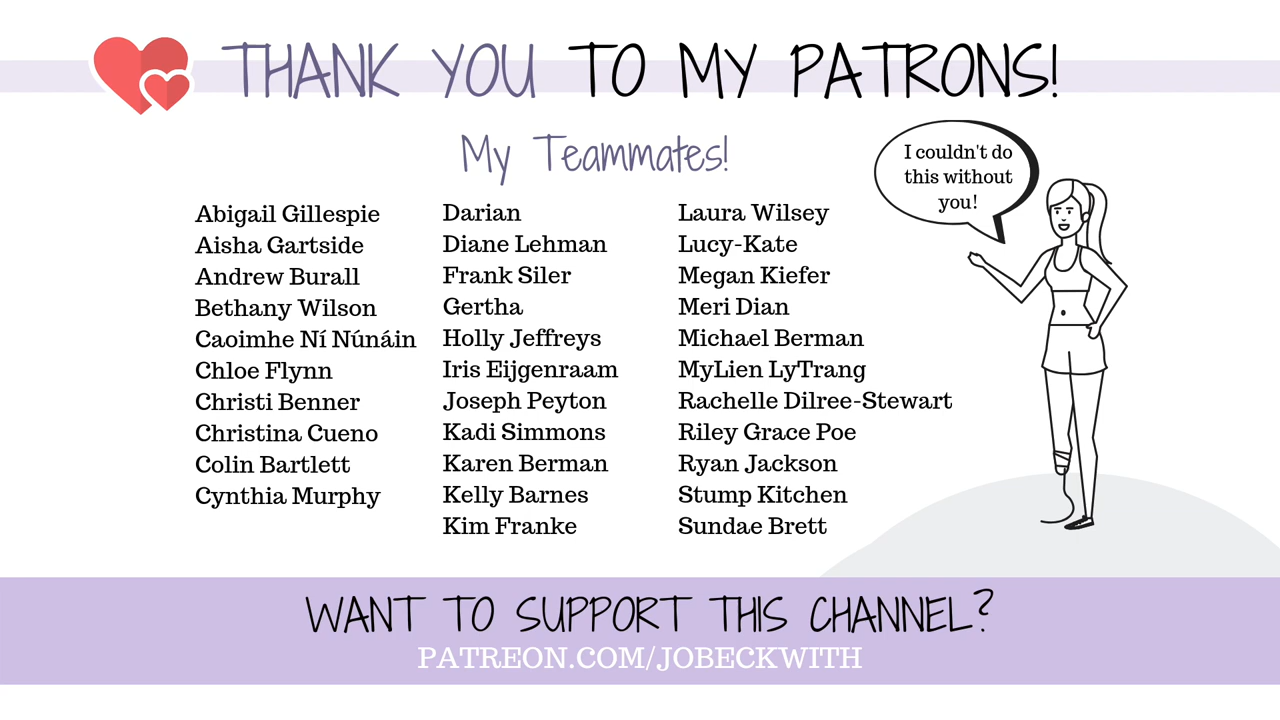 THANK YOU TO MY PATRONS!
My Teammates!
I couldn't do
this without
you!
Abigail Gillespie
Aisha Gartside
Andrew Burall
Bethany Wilson
Caoimhe Ní Núnáin
Chloe Flynn
Christi Benner
Christina Cueno
Colin Bartlett
Cynthia Murphy
Darian
Diane Lehman
Frank Siler
Gertha
Holly Jeffreys
Iris Eijgenraam
Joseph Peyton
Kadi Simmons
Karen Berman
Kelly Barnes
Kim Franke
Laura Wilsey
Lucy-Kate
Megan Kiefer
Meri Dian
Michael Berman
MyLien LyTrang
Rachelle Dilree-Stewart
Riley Grace Poe
Ryan Jackson
Stump Kitchen
Sundae Brett
WANT TO SUPPORT THIS CHANNEL?
PATREON.COM/JOBECKWITH